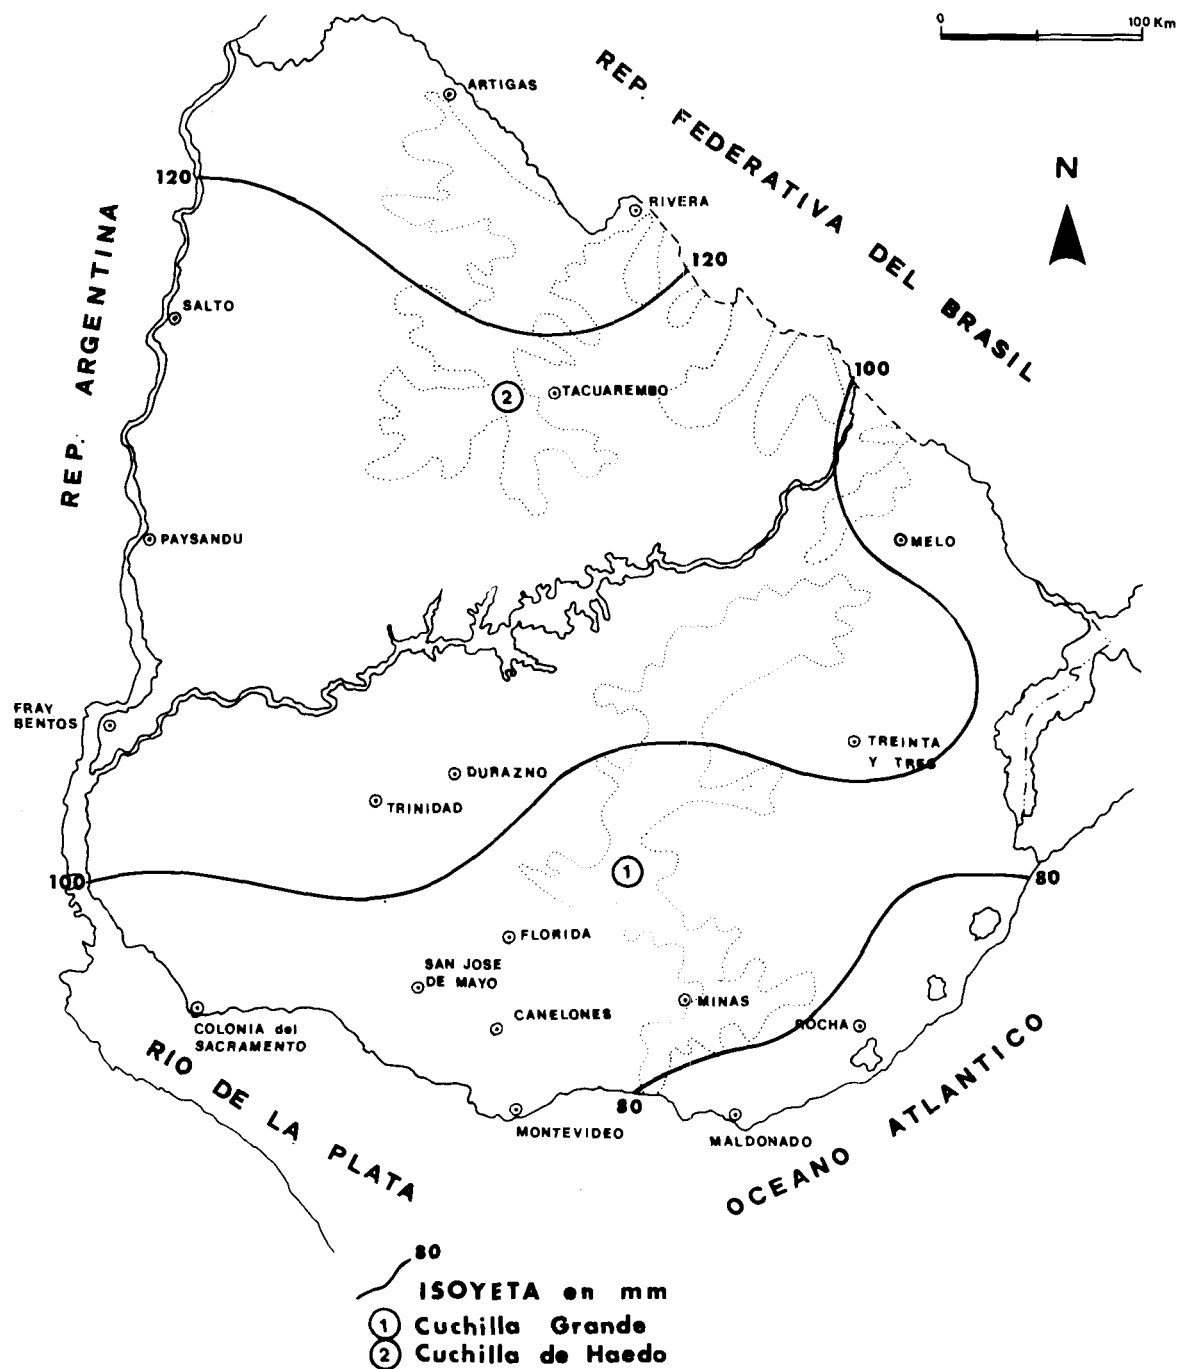 0 100 Km
REP. FEDERATIVA DEL BRASIL
ARTIGAS
N
120
RIVERA
120
REP. ARGENTINA
SALTO
100
2
TACUAREMBO
PAYSANDU
MELO
FRAY
BENTOS
TREINTA
Y TRES
DURAZNO
TRINIDAD
100
1
80
FLORIDA
SAN JOSE
DE MAYO
MINAS
CANELONES
ROCHA
COLONIA del
SACRAMENTO
RIO DE LA PLATA
80
MONTEVIDEO
MALDONADO
OCEANO ATLANTICO
80
ISOYETA en mm
1 Cuchilla Grande
2 Cuchilla de Haedo